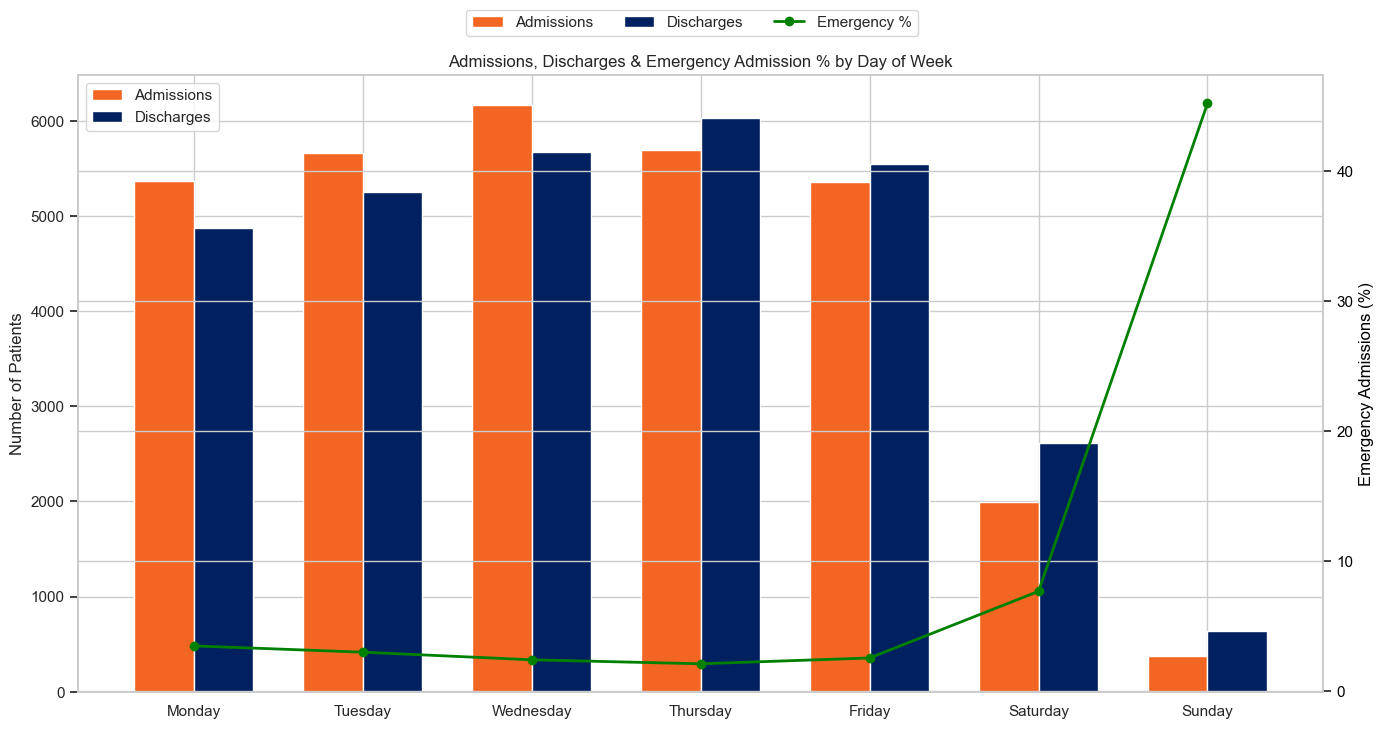 Admissions Discharges Emergency %
Admissions, Discharges & Emergency Admission % by Day of Week
Admissions
Discharges
Number of Patients
6000
5000
4000
3000
2000
1000
0
40
30
20
10
0
Emergency Admissions (%)
Monday Tuesday Wednesday Thursday Friday Saturday Sunday